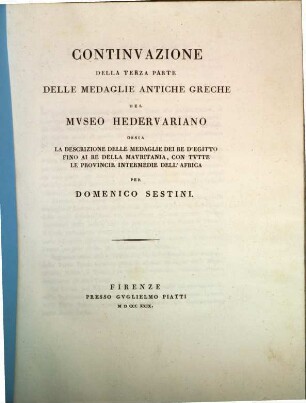 CONTINVAZIONE
DELLA TERZA PARTE
DELLE MEDAGLIE ANTICHE GRECHE
DEL
MVSEO HEDERVARIANO
OSSIA
LA DESCRIZIONE DELLE MEDAGLIE DEI RE D'EGITTO
FINO AI RE DELLA MAVRITANIA, CON TVTTE
LE PROVINCIE INTERMEDIE DELL'AFRICA
PER
DOMENICO SESTINI.
FIRENZE
PRESSO GVGLIELMO PIATTI
M D CCC XXIX.